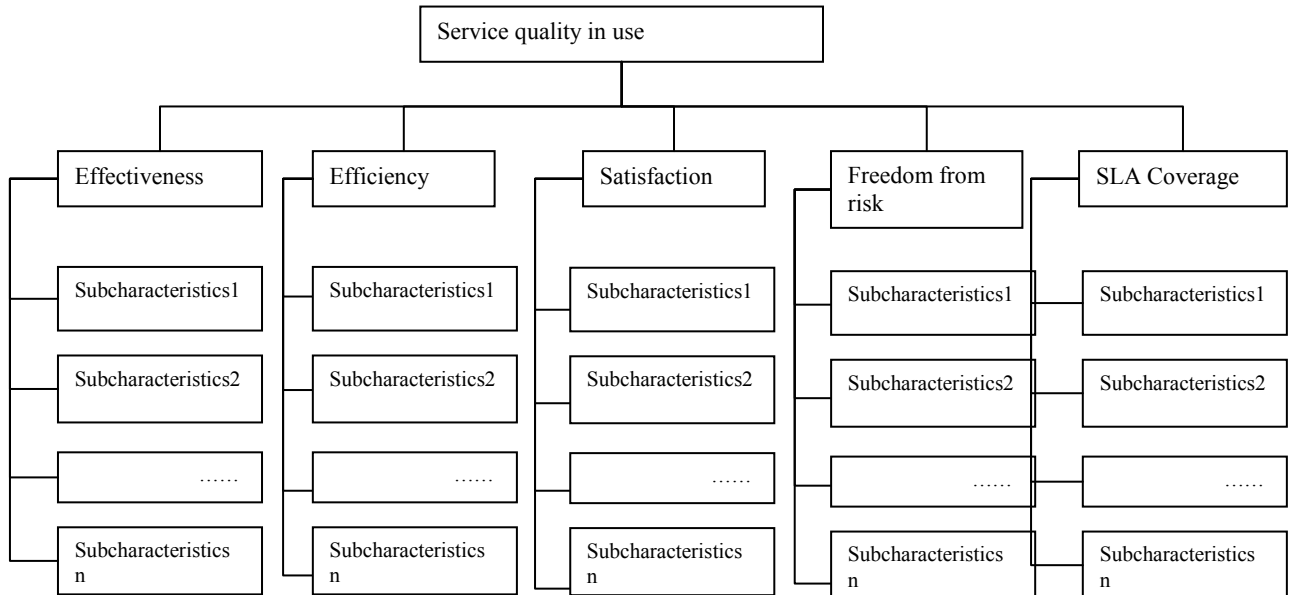 Service quality in use
Effectiveness
Efficiency
Satisfaction
Freedom from
risk
SLA Coverage
Subcharacteristics1
Subcharacteristics1
Subcharacteristics1
Subcharacteristics1
Subcharacteristics1
Subcharacteristics2
Subcharacteristics2
Subcharacteristics2
Subcharacteristics2
Subcharacteristics2
……
……
……
……
……
Subcharacteristics
n
Subcharacteristics
n
Subcharacteristics
n
Subcharacteristics
n
Subcharacteristics
n